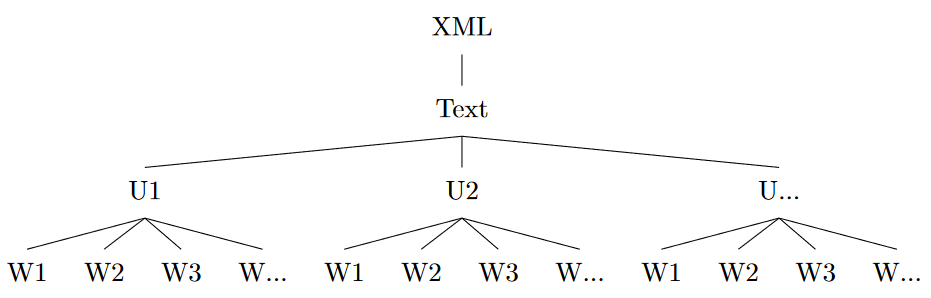 XML
Text
U1 U2 U...
W1 W2 W3 W... W1 W2 W3 W... W1 W2 W3 W...